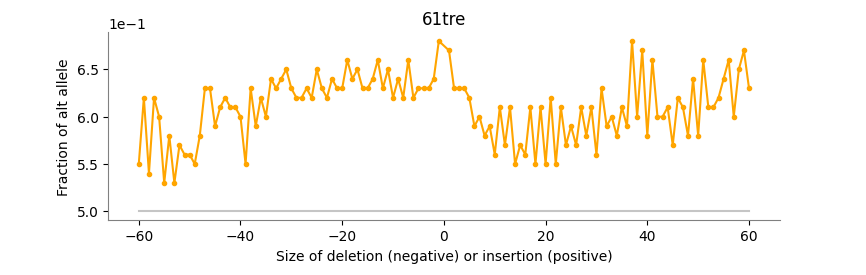 61tre
1e−1
Fraction of alt allele
6.5
6.0
5.5
5.0
−60 −40 −20 0 20 40 60
Size of deletion (negative) or insertion (positive)